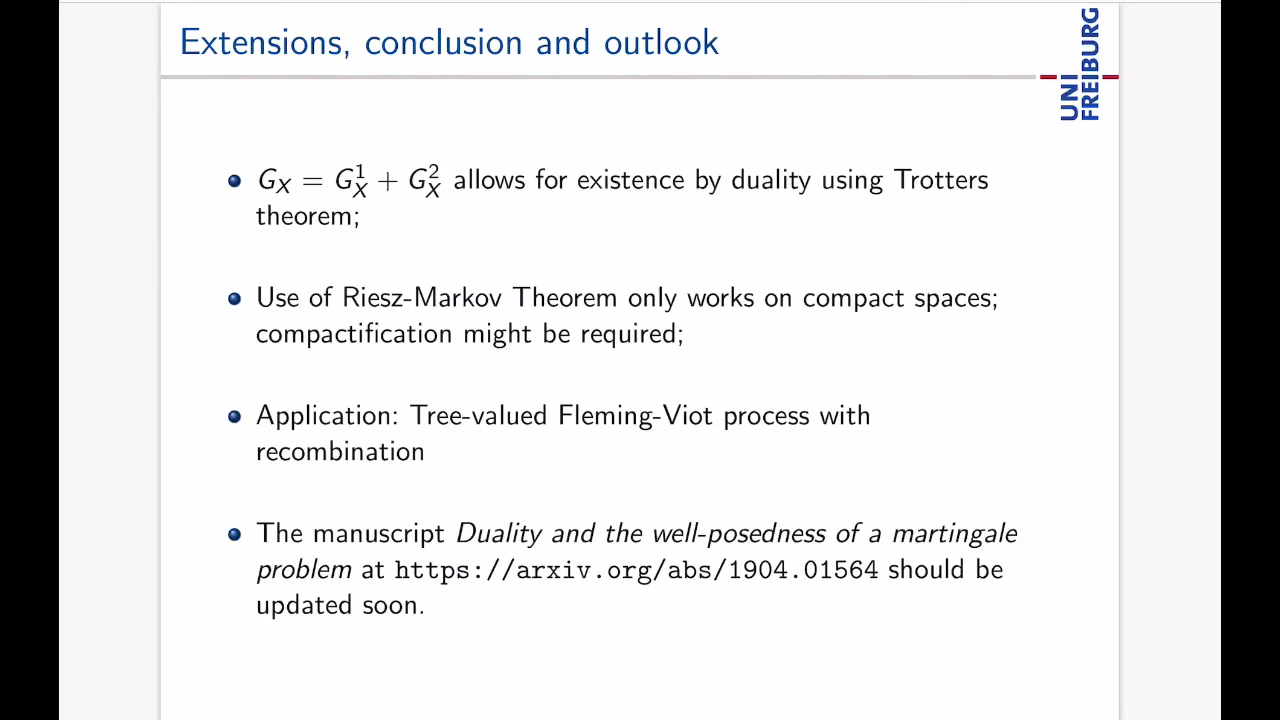 Extensions, conclusion and outlook
UNI
FREIBURG
• G_X = G_X^1 + G_X^2 allows for existence by duality using Trotters
theorem;
• Use of Riesz-Markov Theorem only works on compact spaces;
compactification might be required;
• Application: Tree-valued Fleming-Viot process with
recombination
• The manuscript Duality and the well-posedness of a martingale
problem at https://arxiv.org/abs/1904.01564 should be
updated soon.